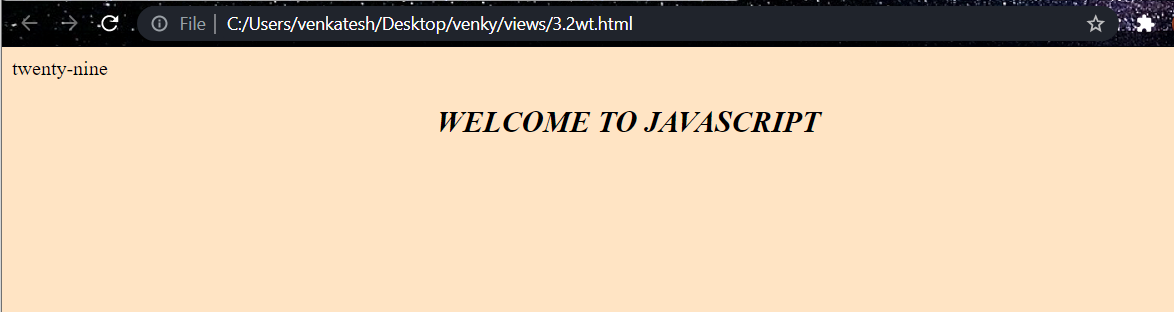 File | C:/Users/venkatesh/Desktop/venky/views/3.2wt.html
twenty-nine
WELCOME TO JAVASCRIPT